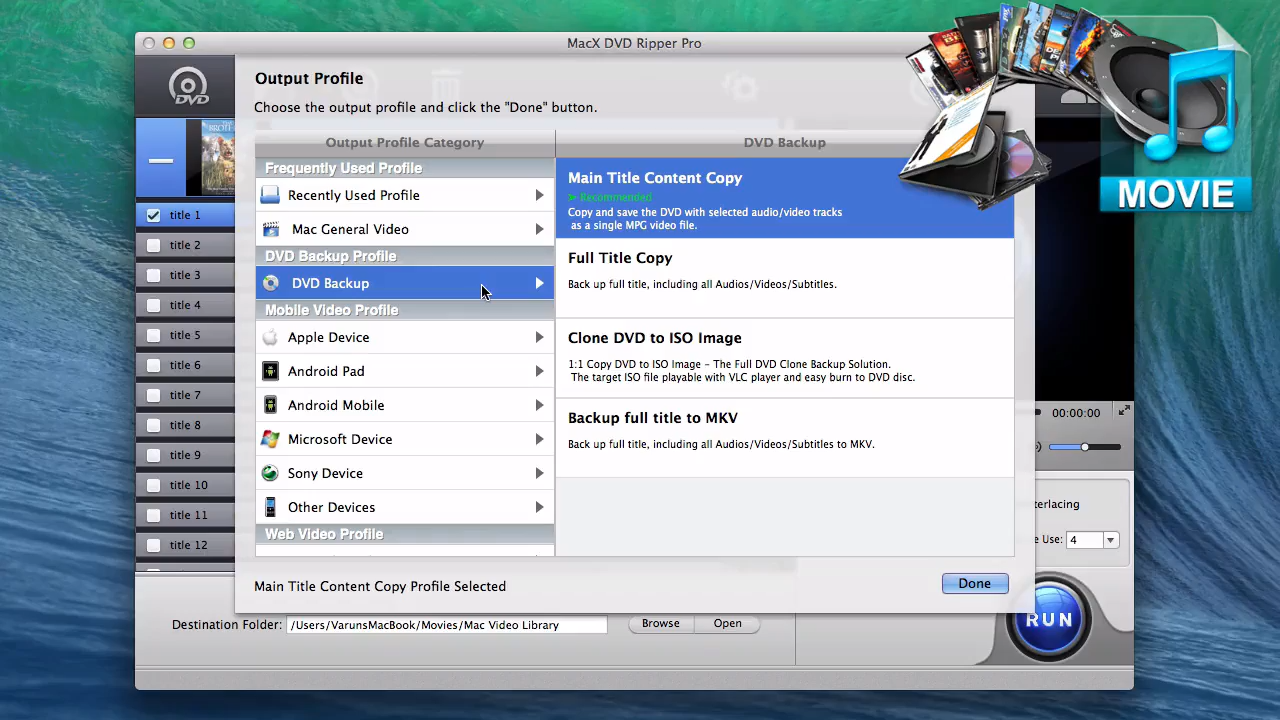 MacX DVD Ripper Pro
DVD
Output Profile
Choose the output profile and click the "Done" button.
MOVIE
Output Profile Category
DVD Backup
Frequently Used Profile
Recently Used Profile
Mac General Video
DVD Backup Profile
DVD Backup
Mobile Video Profile
Apple Device
Android Pad
Android Mobile
Microsoft Device
Sony Device
Other Devices
Web Video Profile
Main Title Content Copy
Recommended
Copy and save the DVD with selected audio/video tracks
as a single MPG video file.
Full Title Copy
Back up full title, including all Audios/Videos/Subtitles.
Clone DVD to ISO Image
1:1 Copy DVD to ISO Image – The Full DVD Clone Backup Solution.
The target ISO file playable with VLC player and easy burn to DVD disc.
Backup full title to MKV
Back up full title, including all Audios/Videos/Subtitles to MKV.
title 1
title 2
title 3
title 4
title 5
title 6
title 7
title 8
title 9
title 10
title 11
title 12
00:00:00
erlacing
Use: 4
Main Title Content Copy Profile Selected
Done
Destination Folder: /Users/VarunsMacBook/Movies/Mac Video Library
Browse
Open
RUN